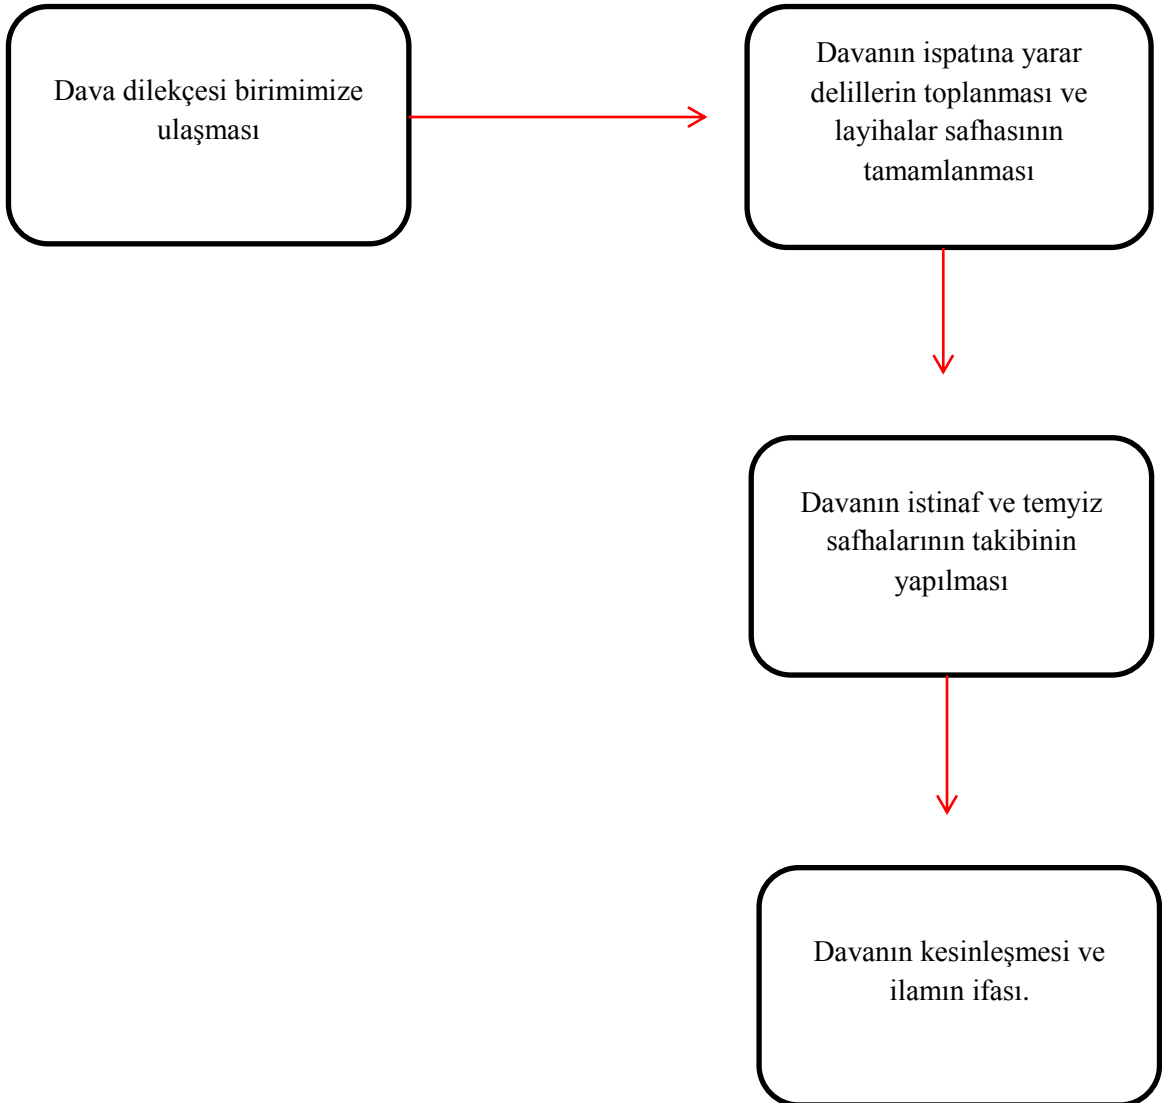 Dava dilekçesi birimimize
ulaşması
Davanın ispatına yarar
delillerin toplanması ve
layihalar safhasının
tamamlanması
Davanın istinaf ve temyiz
safhalarının takibinin
yapılması
Davanın kesinleşmesi ve
ilamın ifası.